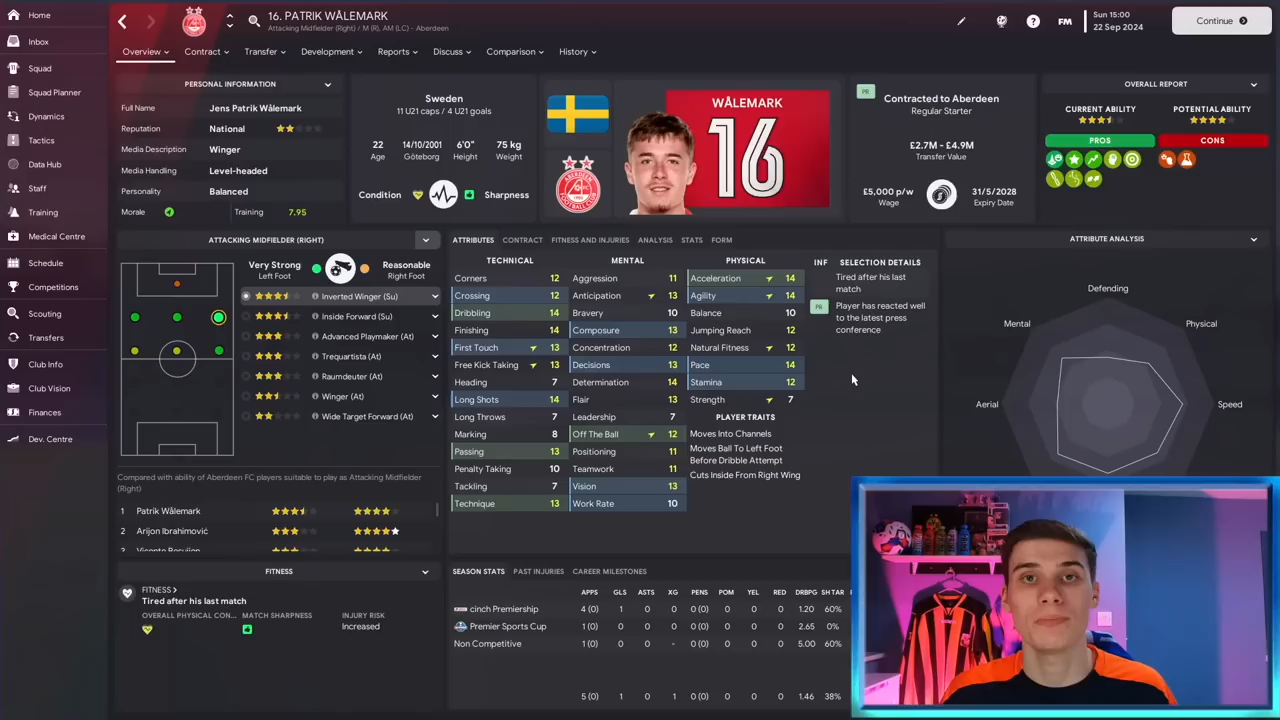 Home
Inbox
Squad
Squad Planner
Dynamics
Tactics
Data Hub
Staff
Training
Medical Centre
Schedule
Competitions
Scouting
Transfers
Club Info
Club Vision
Finances
Dev. Centre
16. PATRIK WÅLEMARK
Attacking Midfielder (Right) / M (R), AM (LC) - Aberdeen
FM
Sun 15:00
22 Sep 2024
Continue
Overview
Contract
Transfer
Development
Reports
Discuss
Comparison
History
PERSONAL INFORMATION
Full Name Jens Patrik Wålemark
Reputation National
Media Description Winger
Media Handling Level-headed
Personality Balanced
Morale Training 7.95
Sweden
11 U21 caps / 4 U21 goals
22 14/10/2001 6'0" 75 kg
Age Göteborg Height Weight
Condition Sharpness
WÅLEMARK
16
PR
Contracted to Aberdeen
Regular Starter
£2.7M - £4.9M
Transfer Value
£5,000 p/w 31/5/2028
Wage Expiry Date
OVERALL REPORT
CURRENT ABILITY POTENTIAL ABILITY
PROS CONS
ATTACKING MIDFIELDER (RIGHT)
Very Strong Reasonable
Left Foot Right Foot
Inverted Winger (Su)
Inside Forward (Su)
Advanced Playmaker (At)
Trequartista (At)
Raumdeuter (At)
Winger (At)
Wide Target Forward (At)
Compared with ability of Aberdeen FC players suitable to play as Attacking Midfielder
(Right)
1 Patrik Wålemark
2 Arijon Ibrahimović
FITNESS
FITNESS >
Tired after his last match
OVERALL PHYSICAL CON... MATCH SHARPNESS INJURY RISK
Increased
ATTRIBUTES CONTRACT FITNESS AND INJURIES ANALYSIS STATS FORM
TECHNICAL
Corners 12
Crossing 12
Dribbling 14
Finishing 14
First Touch 13
Free Kick Taking 13
Heading 7
Long Shots 14
Long Throws 7
Marking 8
Passing 13
Penalty Taking 10
Tackling 7
Technique 13
MENTAL
Aggression 11
Anticipation 13
Bravery 10
Composure 13
Concentration 12
Decisions 13
Determination 14
Flair 13
Leadership 7
Off The Ball 12
Positioning 11
Teamwork 11
Vision 13
Work Rate 10
PHYSICAL
Acceleration 14
Agility 14
Balance 10
Jumping Reach 12
Natural Fitness 12
Pace 14
Stamina 12
Strength 7
PLAYER TRAITS
Moves Into Channels
Moves Ball To Left Foot
Before Dribble Attempt
Cuts Inside From Right Wing
INF SELECTION DETAILS
Tired after his last
match
PR Player has reacted well
to the latest press
conference
ATTRIBUTE ANALYSIS
Defending
Mental Physical
Aerial Speed
SEASON STATS PAST INJURIES CAREER MILESTONES
APPS GLS ASTS XG PENS POM YEL RED DRBPG SH TAR
cinch Premiership 4 (0) 1 0 1 0 (0) 0 0 0 1.20 60%
Premier Sports Cup 1 (0) 0 0 0 0 (0) 0 0 0 2.65 0%
Non Competitive 1 (0) 0 0 - 0 (0) 0 0 0 5.00 60%
5 (0) 1 0 1 0 (0) 0 0 0 1.46 38%